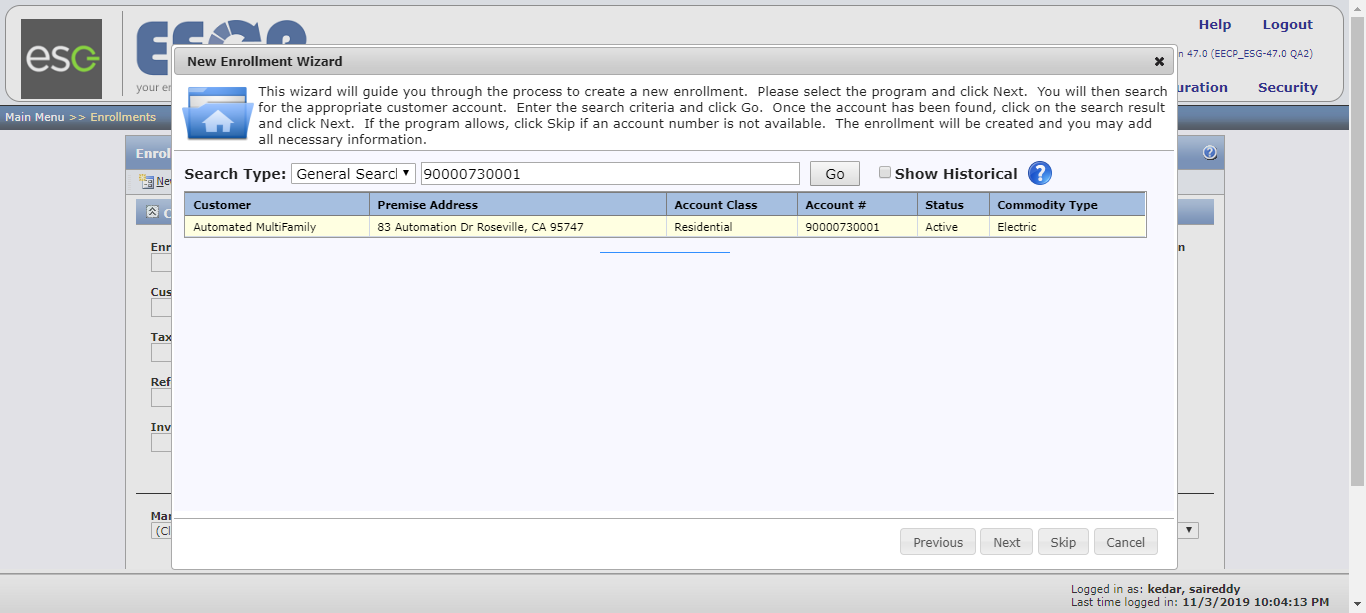 Help Logout
esc
your
n 47.0 (EECP_ESG-47.0 QA2)
uration Security
Main Menu >> Enrollments
New Enrollment Wizard
This wizard will guide you through the process to create a new enrollment. Please select the program and click Next. You will then search
for the appropriate customer account. Enter the search criteria and click Go. Once the account has been found, click on the search result
and click Next. If the program allows, click Skip if an account number is not available. The enrollment will be created and you may add
all necessary information.
Search Type: General Search 90000730001 Go Show Historical ?
Customer Premise Address Account Class Account # Status Commodity Type
Automated MultiFamily 83 Automation Dr Roseville, CA 95747 Residential 90000730001 Active Electric
Enrol
Ne
Enr
Cus
Tax
Ref
Inv
Mar
(Cl
Previous Next Skip Cancel
Logged in as: kedar, saireddy
Last time logged in: 11/3/2019 10:04:13 PM